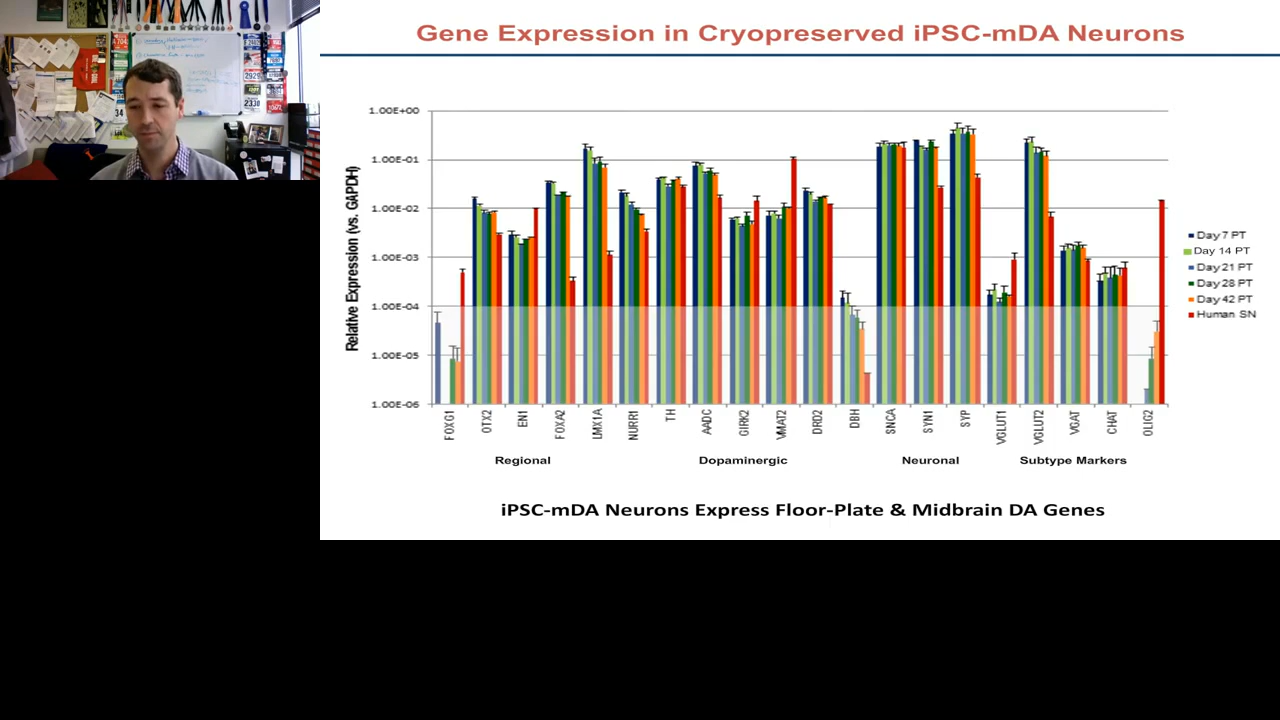 Gene Expression in Cryopreserved iPSC-mDA Neurons
1.00E+00
1.00E-01
1.00E-02
1.00E-03
1.00E-04
1.00E-05
1.00E-06
Relative Expression (vs. GAPDH)
FOXG1
OTX2
EN1
FOXA2
LMX1A
NURR1
TH
AADC
GIRK2
VMAT2
DRD2
DBH
SNCA
SYN1
SYP
VGLUT1
VGLUT2
VGAT
CHAT
OLIG2
Regional
Dopaminergic
Neuronal
Subtype Markers
Day 7 PT
Day 14 PT
Day 21 PT
Day 28 PT
Day 42 PT
Human SN
iPSC-mDA Neurons Express Floor-Plate & Midbrain DA Genes
2929
2330
34